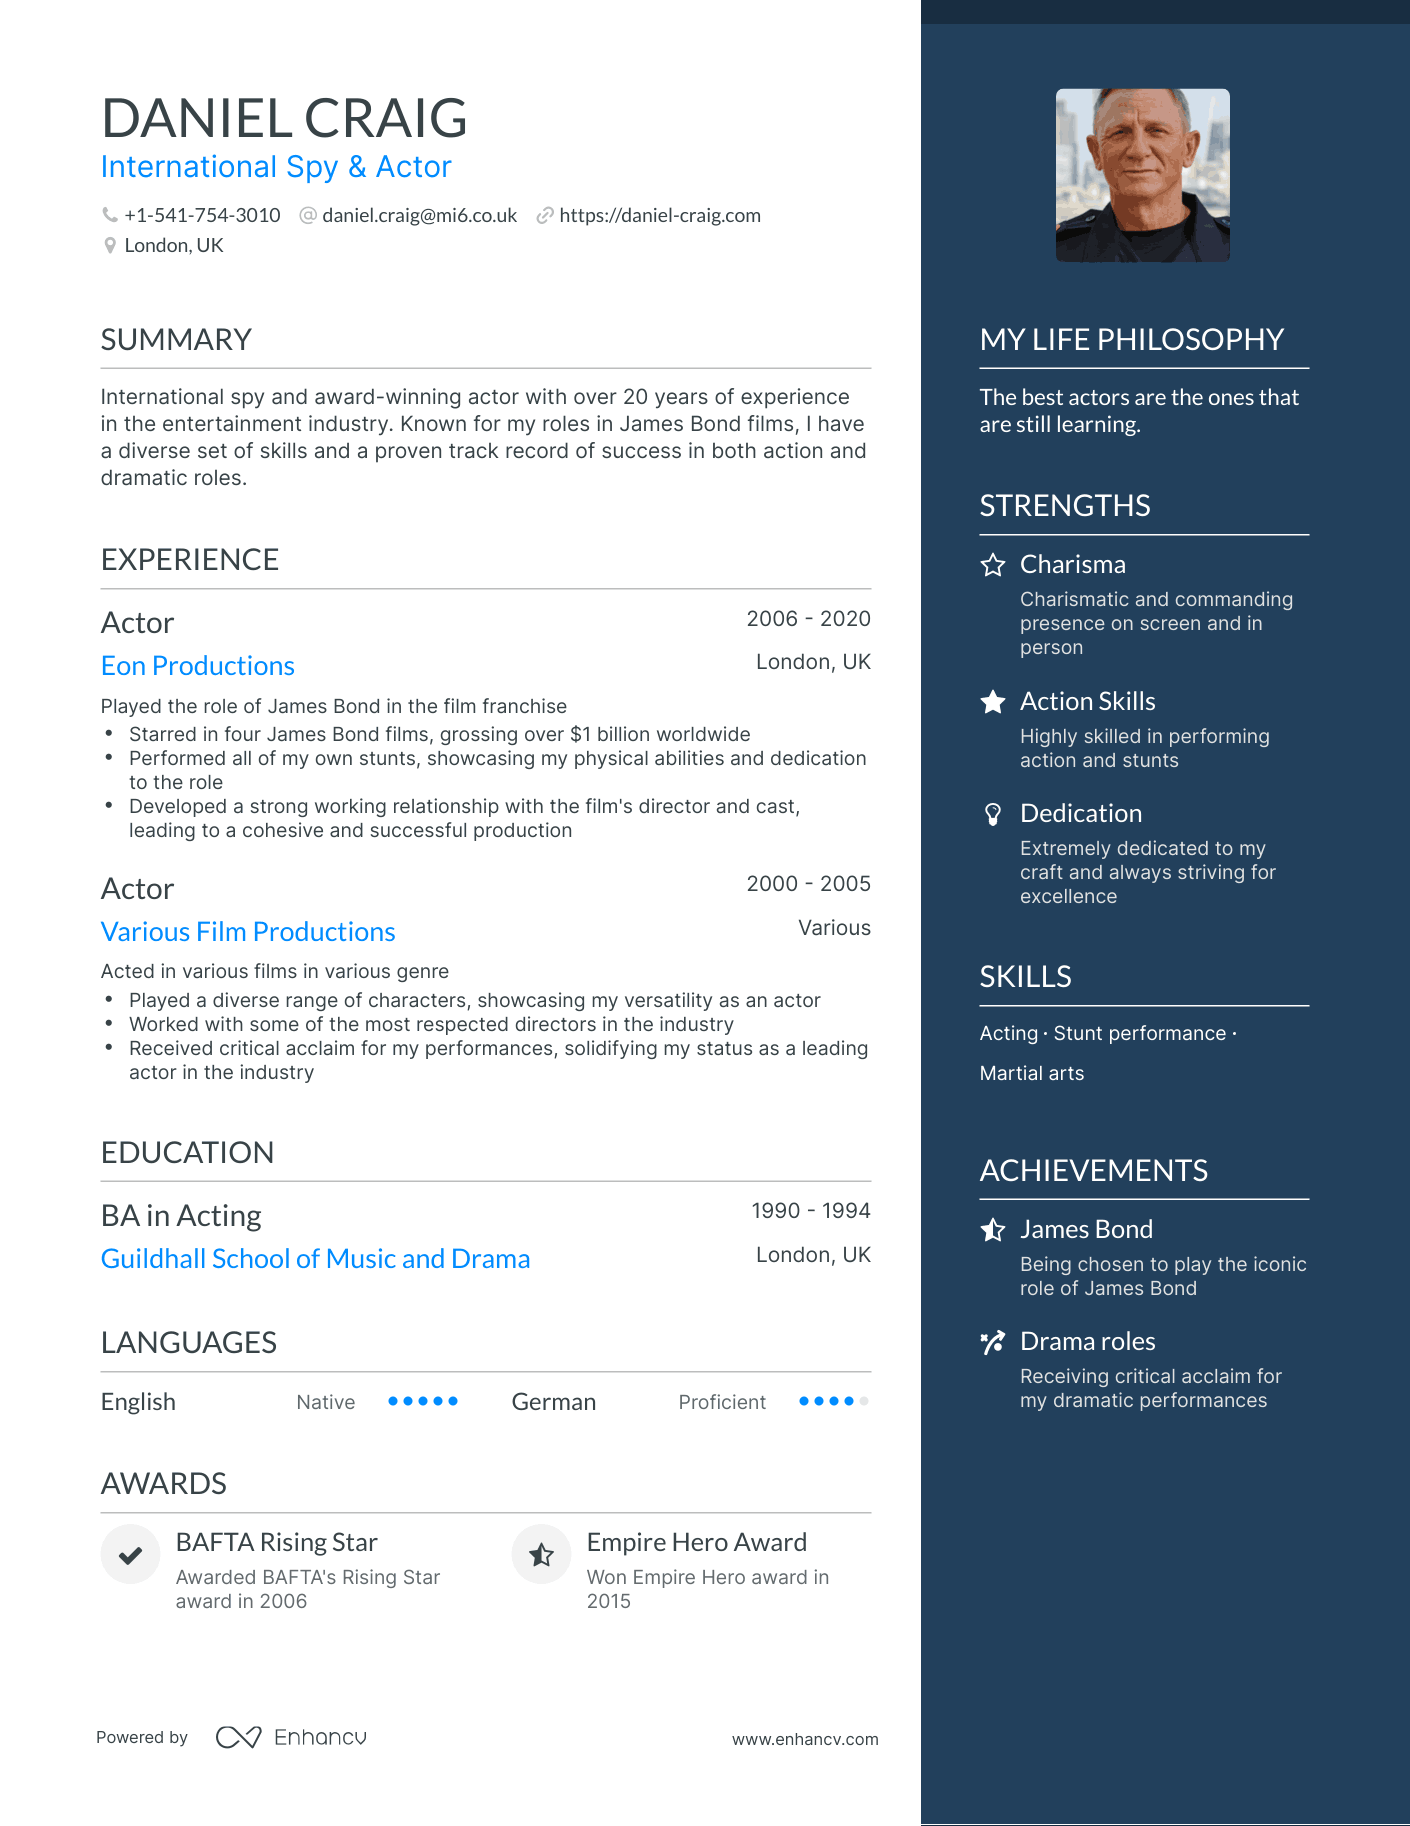 DANIEL CRAIG
International Spy & Actor
+1-541-754-3010 daniel.craig@mi6.co.uk https://daniel-craig.com
London, UK
SUMMARY
International spy and award-winning actor with over 20 years of experience
in the entertainment industry. Known for my roles in James Bond films, I have
a diverse set of skills and a proven track record of success in both action and
dramatic roles.
EXPERIENCE
Actor 2006 - 2020
Eon Productions London, UK
Played the role of James Bond in the film franchise
• Starred in four James Bond films, grossing over $1 billion worldwide
• Performed all of my own stunts, showcasing my physical abilities and dedication
to the role
• Developed a strong working relationship with the film's director and cast,
leading to a cohesive and successful production
Actor 2000 - 2005
Various Film Productions Various
Acted in various films in various genre
• Played a diverse range of characters, showcasing my versatility as an actor
• Worked with some of the most respected directors in the industry
• Received critical acclaim for my performances, solidifying my status as a leading
actor in the industry
EDUCATION
BA in Acting 1990 - 1994
Guildhall School of Music and Drama London, UK
LANGUAGES
English Native German Proficient
AWARDS
BAFTA Rising Star
Awarded BAFTA's Rising Star
award in 2006
Empire Hero Award
Won Empire Hero award in
2015
Powered by Enhancv www.enhancv.com
MY LIFE PHILOSOPHY
The best actors are the ones that
are still learning.
STRENGTHS
Charisma
Charismatic and commanding
presence on screen and in
person
Action Skills
Highly skilled in performing
action and stunts
Dedication
Extremely dedicated to my
craft and always striving for
excellence
SKILLS
Acting · Stunt performance ·
Martial arts
ACHIEVEMENTS
James Bond
Being chosen to play the iconic
role of James Bond
Drama roles
Receiving critical acclaim for
my dramatic performances